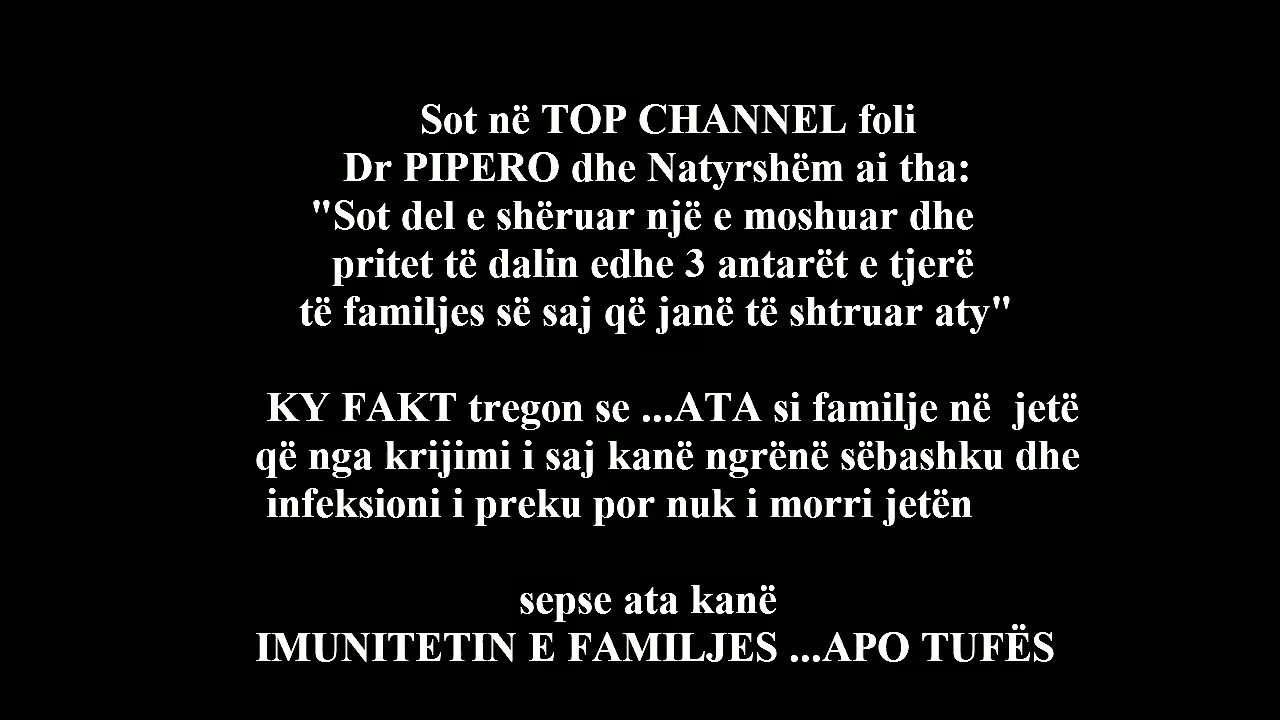 Sot në TOP CHANNEL foli
Dr PIPERO dhe Natyrshëm ai tha:
"Sot del e shëruar një e moshuar dhe
pritet të dalin edhe 3 antarët e tjerë
të familjes së saj që janë të shtruar aty"
KY FAKT tregon se ...ATA si familje në jetë
që nga krijimi i saj kanë ngrënë sëbashku dhe
infeksioni i preku por nuk i morri jetën
sepse ata kanë
IMUNITETIN E FAMILJES ...APO TUFËS